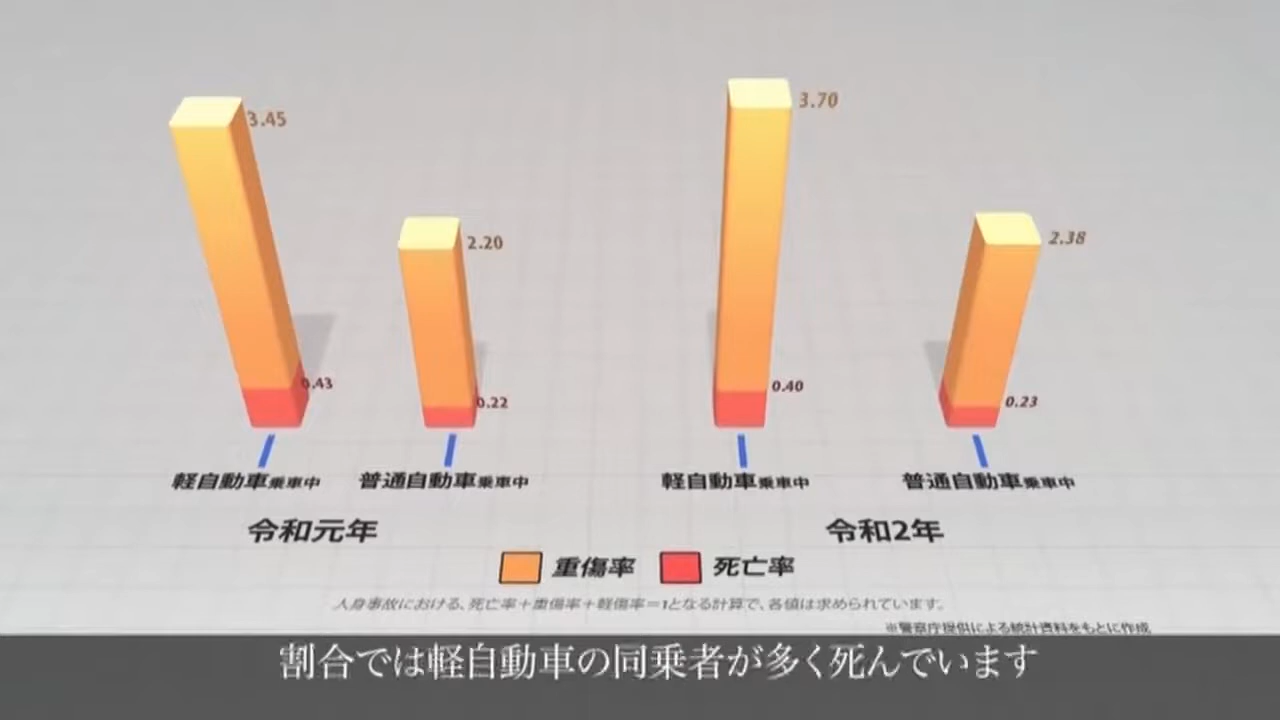 3.45
2.20
3.70
2.38
0.43
0.22
0.40
0.23
軽自動車乗車中
普通自動車乗車中
軽自動車乗車中
普通自動車乗車中
令和元年
令和2年
重傷率
死亡率
人身事故における、死亡率＋重傷率＋軽傷率＝1となる計算で、各値は求められています。
※警察庁提供による統計資料をもとに作成。
割合では軽自動車の同乗者が多く死んでいます